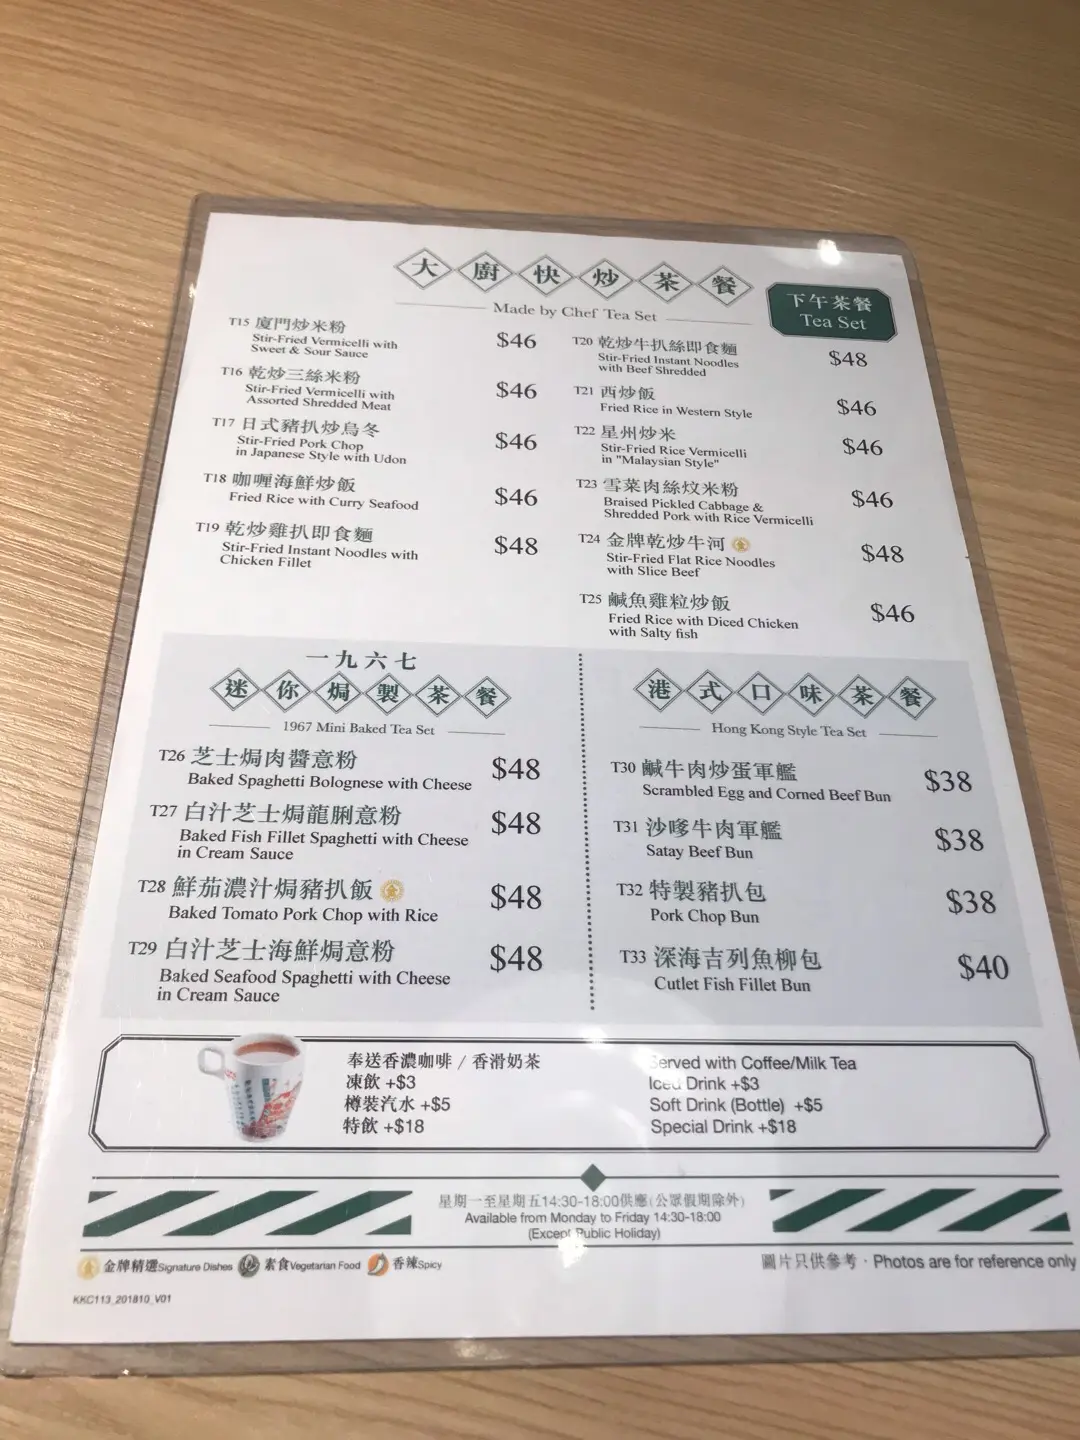 大廚快炒茶餐
Made by Chef Tea Set
下午茶餐
Tea Set
T15 廈門炒米粉 $46
Stir-Fried Vermicelli with
Sweet & Sour Sauce
T16 乾炒三絲米粉 $46
Stir-Fried Vermicelli with
Assorted Shredded Meat
T17 日式豬扒炒烏冬 $46
Stir-Fried Pork Chop
in Japanese Style with Udon
T18 咖喱海鮮炒飯 $46
Fried Rice with Curry Seafood
T19 乾炒雞扒即食麵 $48
Stir-Fried Instant Noodles with
Chicken Fillet
T20 乾炒牛扒絲即食麵 $48
Stir-Fried Instant Noodles
with Beef Shredded
T21 西炒飯 $46
Fried Rice in Western Style
T22 星州炒米 $46
Stir-Fried Rice Vermicelli
in "Malaysian Style"
T23 雪菜肉絲炆米粉 $46
Braised Pickled Cabbage &
Shredded Pork with Rice Vermicelli
T24 金牌乾炒牛河 金 $48
Stir-Fried Flat Rice Noodles
with Slice Beef
T25 鹹魚雞粒炒飯 $46
Fried Rice with Diced Chicken
with Salty fish
一九六七
迷你焗製茶餐
1967 Mini Baked Tea Set
T26 芝士焗肉醬意粉 $48
Baked Spaghetti Bolognese with Cheese
T27 白汁芝士焗龍脷意粉 $48
Baked Fish Fillet Spaghetti with Cheese
in Cream Sauce
T28 鮮茄濃汁焗豬扒飯 金 $48
Baked Tomato Pork Chop with Rice
T29 白汁芝士海鮮焗意粉 $48
Baked Seafood Spaghetti with Cheese
in Cream Sauce
港式口味茶餐
Hong Kong Style Tea Set
T30 鹹牛肉炒蛋軍艦 $38
Scrambled Egg and Corned Beef Bun
T31 沙嗲牛肉軍艦 $38
Satay Beef Bun
T32 特製豬扒包 $38
Pork Chop Bun
T33 深海吉列魚柳包 $40
Cutlet Fish Fillet Bun
奉送香濃咖啡 / 香滑奶茶
凍飲 +$3
樽裝汽水 +$5
特飲 +$18
Served with Coffee/Milk Tea
Iced Drink +$3
Soft Drink (Bottle) +$5
Special Drink +$18
星期一至星期五14:30-18:00供應(公眾假期除外)
Available from Monday to Friday 14:30-18:00
(Except Public Holiday)
金 金牌精選Signature Dishes 素食Vegetarian Food 香辣Spicy
圖片只供參考 · Photos are for reference only
KKC113_201810_V01